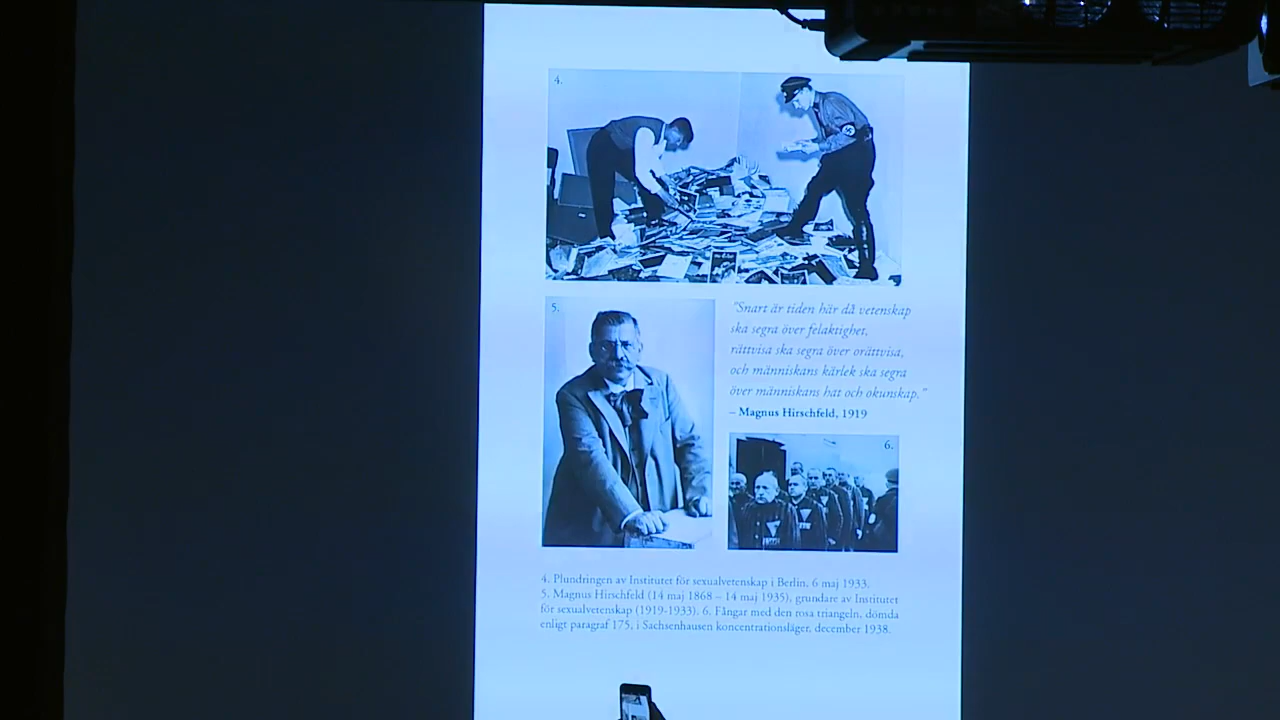 4.
5.
"Snart är tiden här då vetenskap
ska segra över felaktighet,
rättvisa ska segra över orättvisa,
och människans kärlek ska segra
över människans hat och okunskap."
– Magnus Hirschfeld, 1919
6.
4. Plundringen av Institutet för sexualvetenskap i Berlin, 6 maj 1933.
5. Magnus Hirschfeld (14 maj 1868 – 14 maj 1935), grundare av Institutet
för sexualvetenskap (1919-1933). 6. Fångar med den rosa triangeln, dömda
enligt paragraf 175, i Sachsenhausen koncentrationsläger, december 1938.